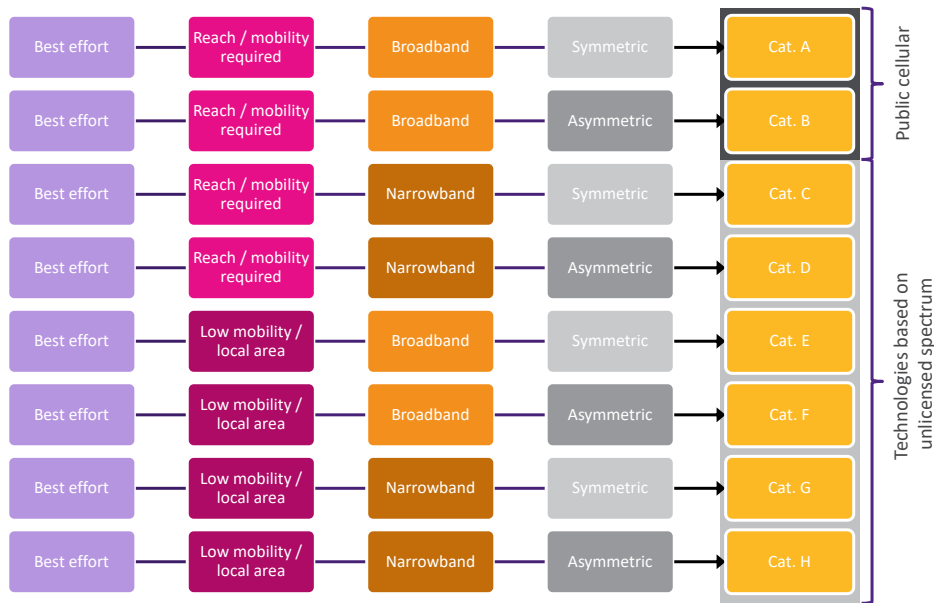 Best effort
Reach / mobility
required
Broadband
Symmetric
Cat. A
Best effort
Reach / mobility
required
Broadband
Asymmetric
Cat. B
Public cellular
Best effort
Reach / mobility
required
Narrowband
Symmetric
Cat. C
Best effort
Reach / mobility
required
Narrowband
Asymmetric
Cat. D
Best effort
Low mobility /
local area
Broadband
Symmetric
Cat. E
Best effort
Low mobility /
local area
Broadband
Asymmetric
Cat. F
Best effort
Low mobility /
local area
Narrowband
Symmetric
Cat. G
Best effort
Low mobility /
local area
Narrowband
Asymmetric
Cat. H
Technologies based on
unlicensed spectrum